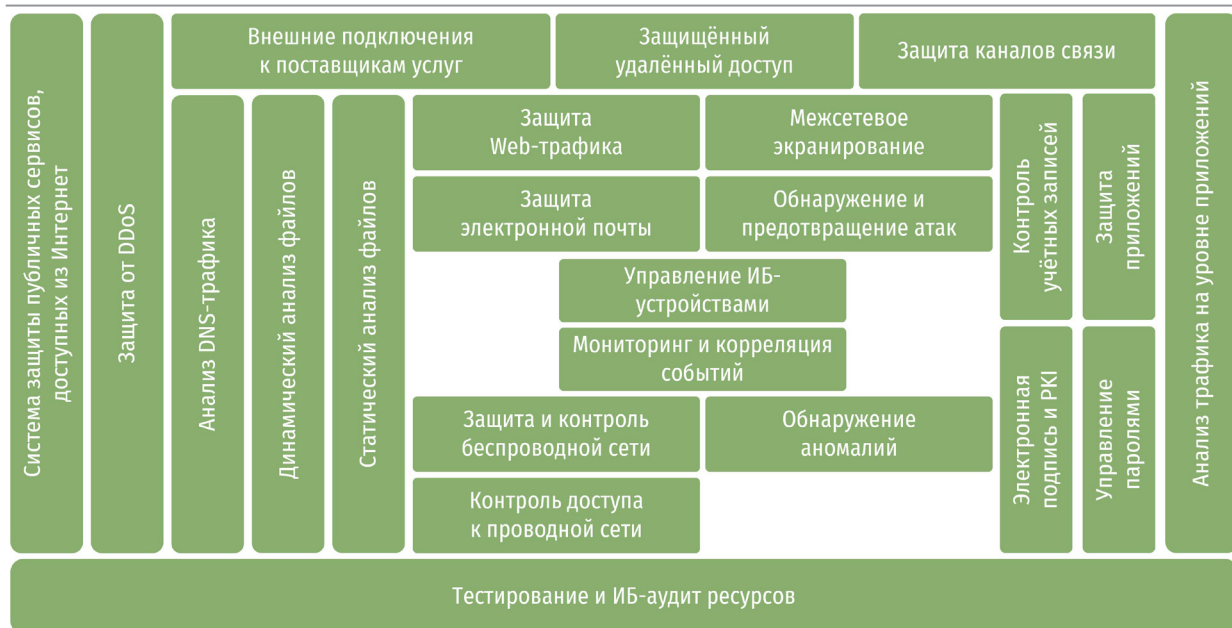 Система защиты публичных сервисов,
доступных из Интернет
Защита от DDoS
Внешние подключения
к поставщикам услуг
Защищённый
удалённый доступ
Защита каналов связи
Анализ трафика на уровне приложений
Анализ DNS-трафика
Динамический анализ файлов
Статический анализ файлов
Защита
Web-трафика
Межсетевое
экранирование
Контроль
учётных записей
Защита
приложений
Защита
электронной почты
Обнаружение и
предотвращение атак
Управление ИБ-
устройствами
Мониторинг и корреляция
событий
Электронная
подпись и PKI
Управление
паролями
Защита и контроль
беспроводной сети
Обнаружение
аномалий
Контроль доступа
к проводной сети
Тестирование и ИБ-аудит ресурсов